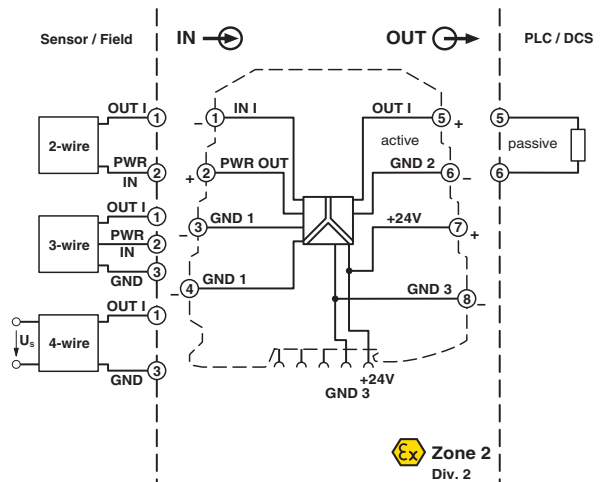 Sensor / Field
IN
OUT
PLC / DCS
OUT I
1
2-wire
PWR
IN
2
OUT I
1
3-wire
PWR
IN
2
GND
3
OUT I
1
Us
4-wire
GND
3
1
–
IN I
2
+
PWR OUT
3
–
GND 1
4
–
GND 1
OUT I
5
+
active
GND 2
6
–
+24V
7
+
GND 3
8
–
+24V
GND 3
5
passive
6
Ex
Zone 2
Div. 2